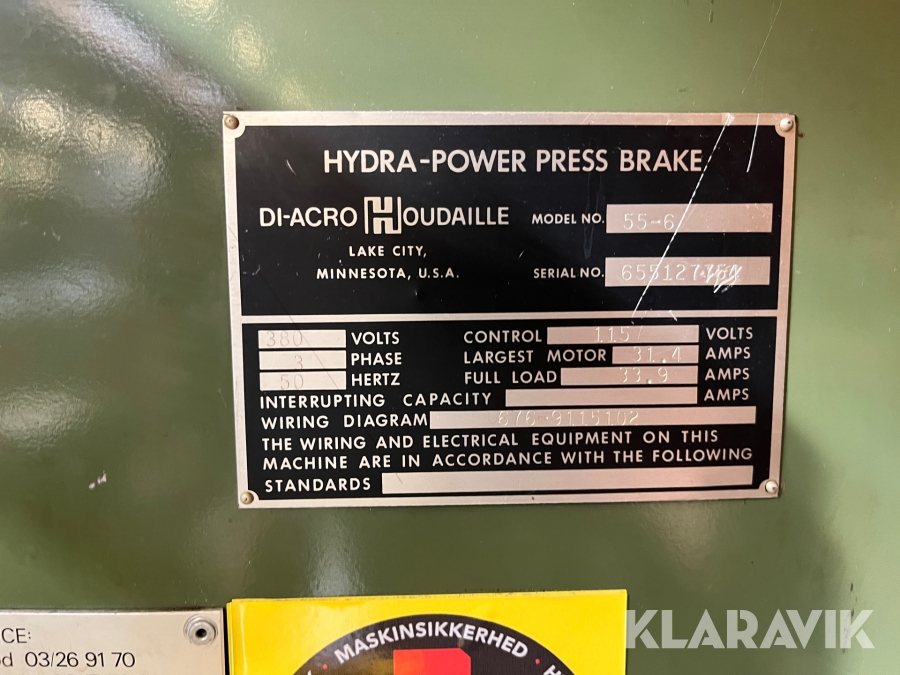 HYDRA-POWER PRESS BRAKE
DI-ACRO HOUDAILLE
LAKE CITY,
MINNESOTA, U.S.A.
MODEL NO. 55-6
SERIAL NO.
380 VOLTS
3 PHASE
50 HERTZ
CONTROL 115 VOLTS
LARGEST MOTOR 31.4 AMPS
FULL LOAD 33.9 AMPS
INTERRUPTING CAPACITY AMPS
WIRING DIAGRAM 676-9115102
THE WIRING AND ELECTRICAL EQUIPMENT ON THIS
MACHINE ARE IN ACCORDANCE WITH THE FOLLOWING
STANDARDS
CE:
d 03/26 91 70
MASKINSIKKERHED
KLARAVIK